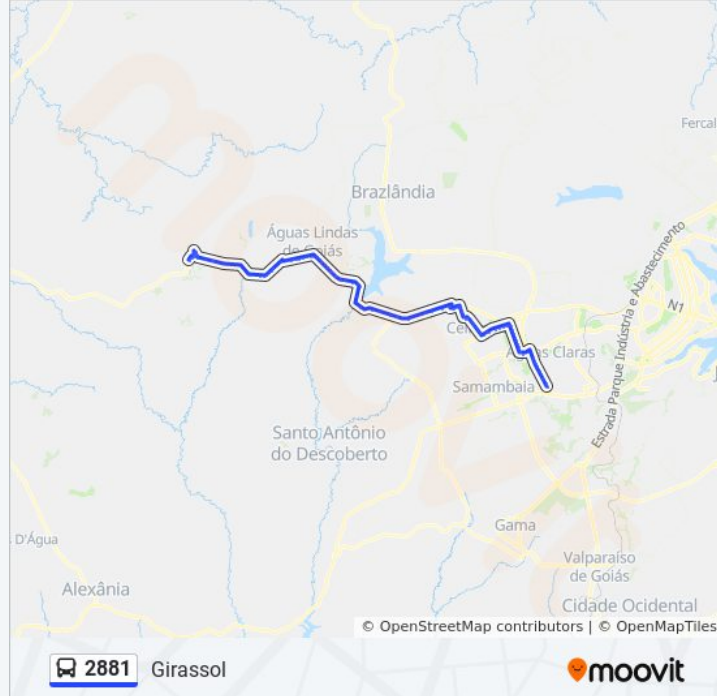 Fercal
Brazlândia
Águas Lindas
de Goiás
N1
Estrada Parque Indústria e Abastecimento
Águas Claras
Samambaia
Santo Antônio
do Descoberto
Gama
D'Água
Valparaíso
de Goiás
Alexânia
Cidade Ocidental
© OpenStreetMap contributors | © OpenMapTiles
2881 Girassol
moovit